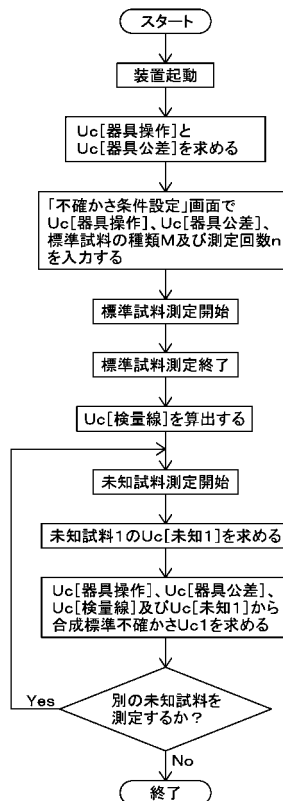 スタート
装置起動
Uc[器具操作]と
Uc[器具公差]を求める
「不確かさ条件設定」画面で
Uc[器具操作]、Uc[器具公差]、
標準試料の種類M及び測定回数n
を入力する
標準試料測定開始
標準試料測定終了
Uc[検量線]を算出する
未知試料測定開始
未知試料1のUc[未知1]を求める
Uc[器具操作]、Uc[器具公差]、
Uc[検量線]及びUc[未知1]から
合成標準不確かさUc1を求める
Yes
別の未知試料を
測定するか？
No
終了